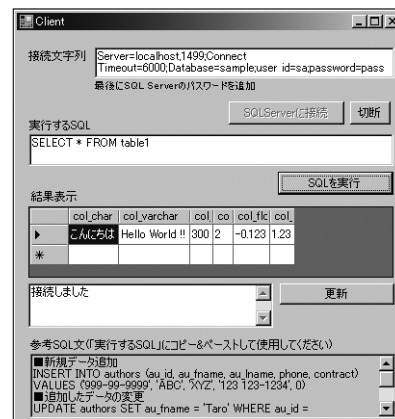 Client
接続文字列
Server=localhost,1499;Connect
Timeout=6000;Database=sample;user id=sa;password=pass
最後にSQL Serverのパスワードを追加
SQLServerに接続 切断
実行するSQL
SELECT * FROM table1
SQLを実行
結果表示
col_char col_varchar col_ co col_flc col_
こんにちは Hello World !! 300 2 -0.123 1.23
接続しました
更新
参考SQL文(「実行するSQL」にコピー&ペーストして使用してください)
■新規データ追加
INSERT INTO authors (au_id, au_fname, au_lname, phone, contract)
VALUES ('999-99-9999', 'ABC', 'XYZ', '123 123-1234', 0)
■追加したデータの変更
UPDATE authors SET au_fname = 'Taro' WHERE au_id =